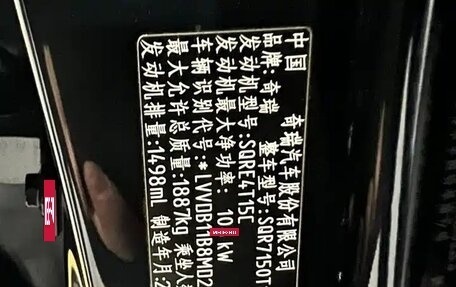 中国 奇瑞汽车股份有限公司
品牌: 奇瑞 整车型号: SQR7150T
发动机型号: SQRE4T15C
发动机最大净功率: 10 kW
车辆识别代号: *LVVDB11B8MD2
最大允许总质量: 1887kg 乘坐人
发动机排量: 1498ml 制造年月: 2